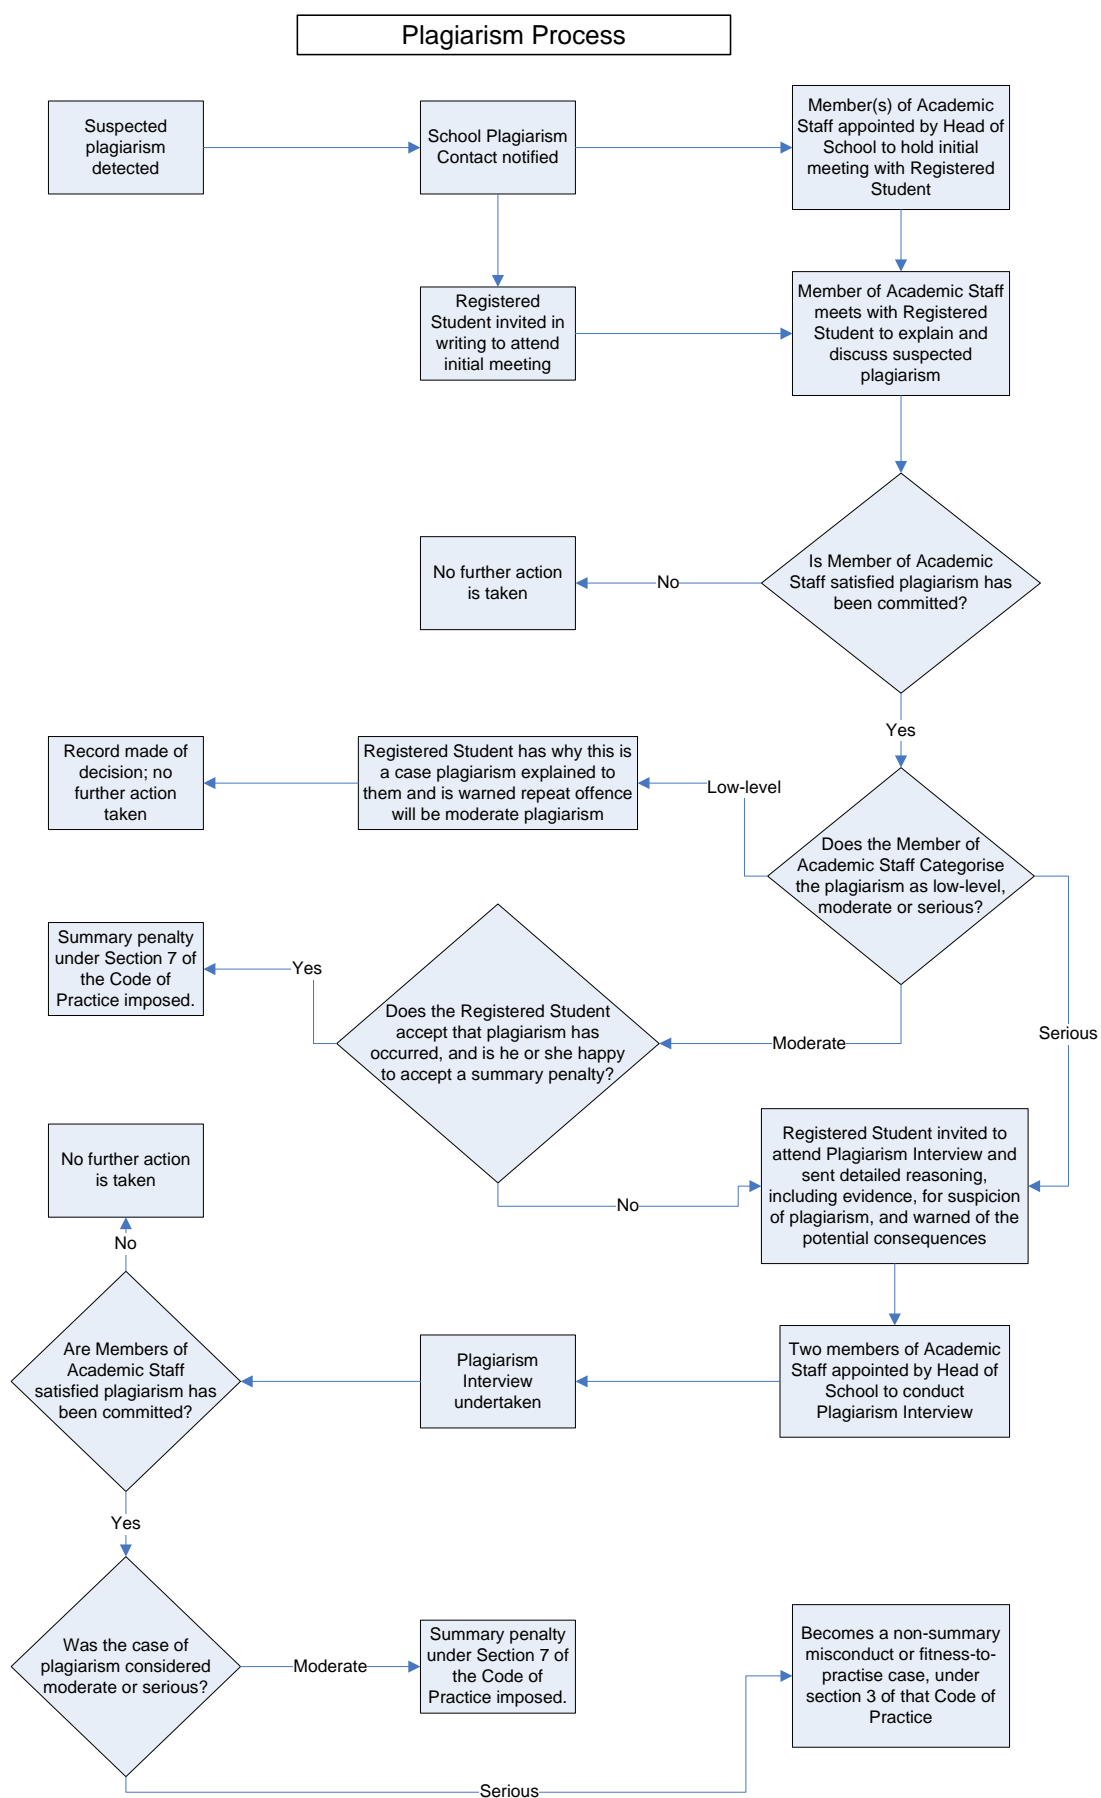 Plagiarism Process
Suspected
plagiarism
detected
School Plagiarism
Contact notified
Member(s) of Academic
Staff appointed by Head of
School to hold initial
meeting with Registered
Student
Registered
Student invited in
writing to attend
initial meeting
Member of Academic Staff
meets with Registered
Student to explain and
discuss suspected
plagiarism
Is Member of Academic
Staff satisfied plagiarism has
been committed?
No
No further action
is taken
Yes
Does the Member of
Academic Staff Categorise
the plagiarism as low-level,
moderate or serious?
Low-level
Registered Student has why this is
a case plagiarism explained to
them and is warned repeat offence
will be moderate plagiarism
Record made of
decision; no
further action
taken
Moderate
Does the Registered Student
accept that plagiarism has
occurred, and is he or she happy
to accept a summary penalty?
Yes
Summary penalty
under Section 7 of
the Code of
Practice imposed.
Serious
No
Registered Student invited to
attend Plagiarism Interview and
sent detailed reasoning,
including evidence, for suspicion
of plagiarism, and warned of the
potential consequences
Two members of Academic
Staff appointed by Head of
School to conduct
Plagiarism Interview
Plagiarism
Interview
undertaken
Are Members of
Academic Staff
satisfied plagiarism has
been committed?
No
No further action
is taken
Yes
Was the case of
plagiarism considered
moderate or serious?
Moderate
Summary penalty
under Section 7 of
the Code of
Practice imposed.
Serious
Becomes a non-summary
misconduct or fitness-to-
practise case, under
section 3 of that Code of
Practice